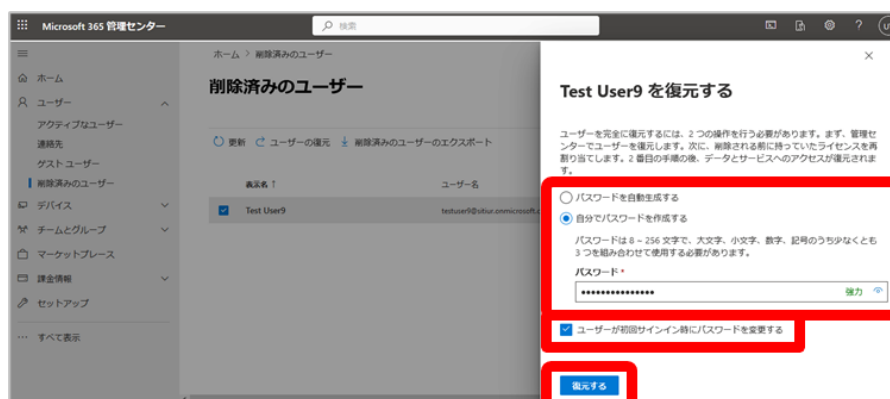 Microsoft 365 管理センター
検索
ホーム > 削除済みのユーザー
削除済みのユーザー
ホーム
ユーザー
アクティブなユーザー
連絡先
ゲスト ユーザー
削除済みのユーザー
デバイス
チームとグループ
マーケットプレース
課金情報
セットアップ
すべて表示
更新 ユーザーの復元 削除済みのユーザーのエクスポート
表示名 ↑ ユーザー名
Test User9
Test User9 を復元する
ユーザーを完全に復元するには、2 つの操作を行う必要があります。まず、管理セ
ンターでユーザーを復元します。次に、削除される前に持っていたライセンスを再
割り当てします。2 番目の手順の後、データとサービスへのアクセスが復元されま
す。
パスワードを自動生成する
自分でパスワードを作成する
パスワードは 8 ~ 256 文字で、大文字、小文字、数字、記号のうち少なくとも
3 つを組み合わせて使用する必要があります。
パスワード *
••••••••••••••• 強力
ユーザーが初回サインイン時にパスワードを変更する
復元する